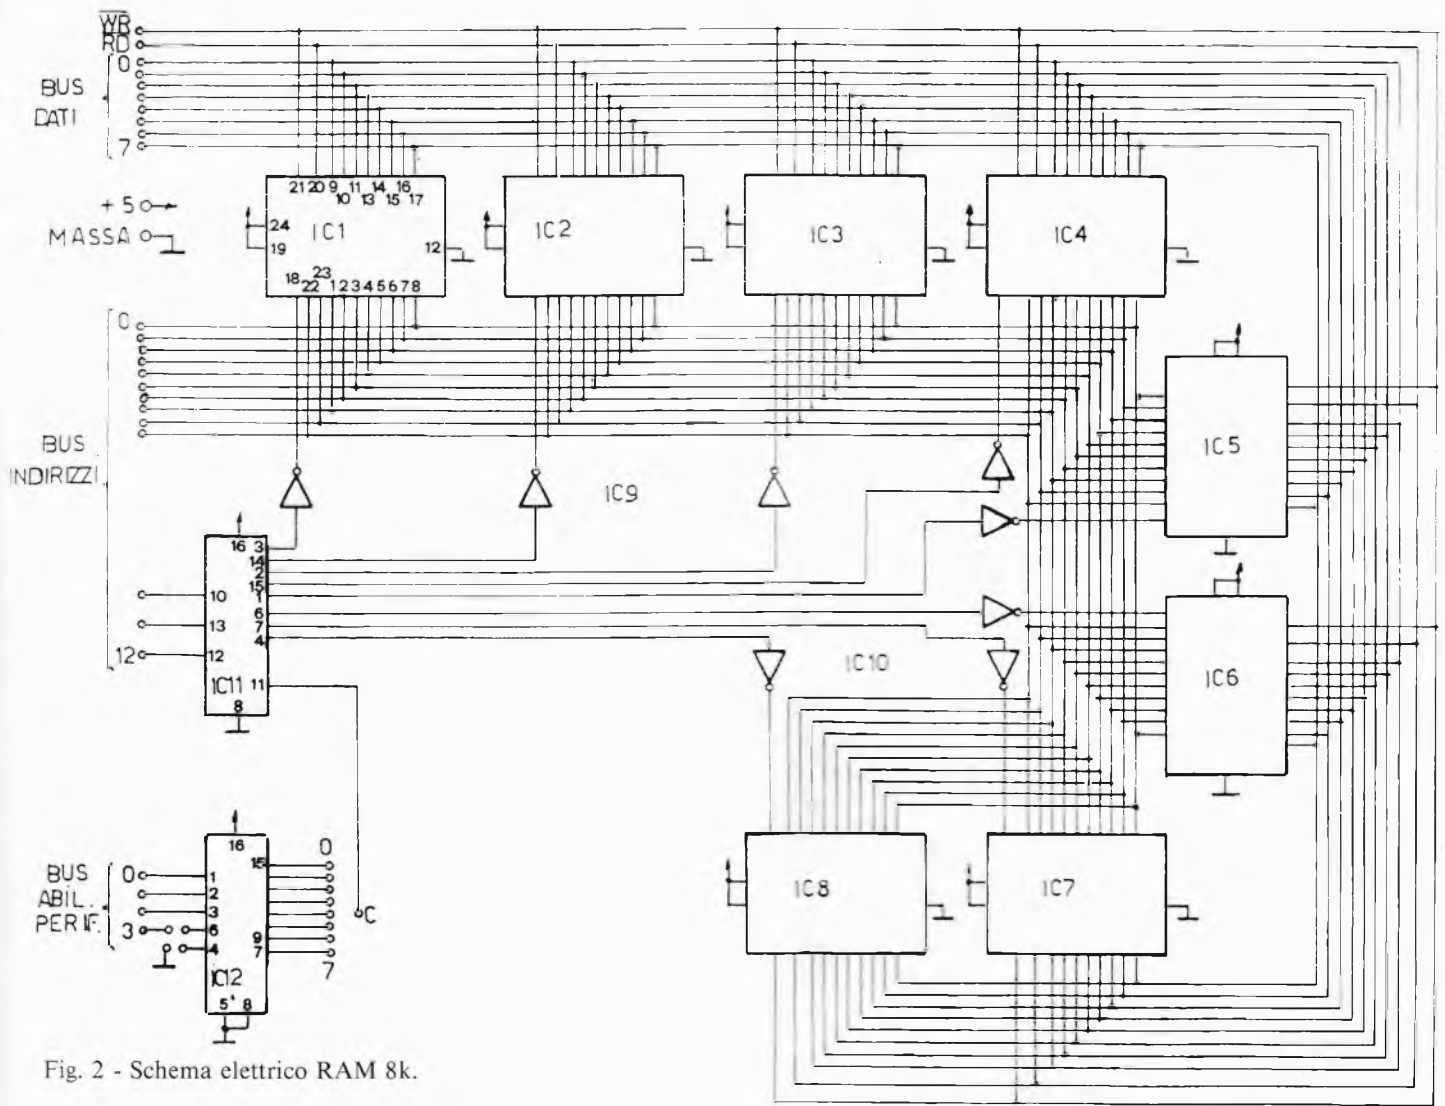 WR
RD
0
BUS
DATI
7
+5
MASSA
21 20 9 10 11 13 14 15 16 17
24
19
IC1
12
18 22 23 1 2 3 4 5 6 7 8
IC2
IC3
IC4
0
BUS
INDIRIZZI
IC9
IC5
16 3
14
2
15
10 1
6
13 7
4
12 12
IC11 11
8
IC10
IC6
16
BUS
ABIL.
PERIF.
0 1
2
3
3 6
4
15 0
9
7
7
IC12
5 8
C
IC8
IC7
Fig. 2 - Schema elettrico RAM 8k.